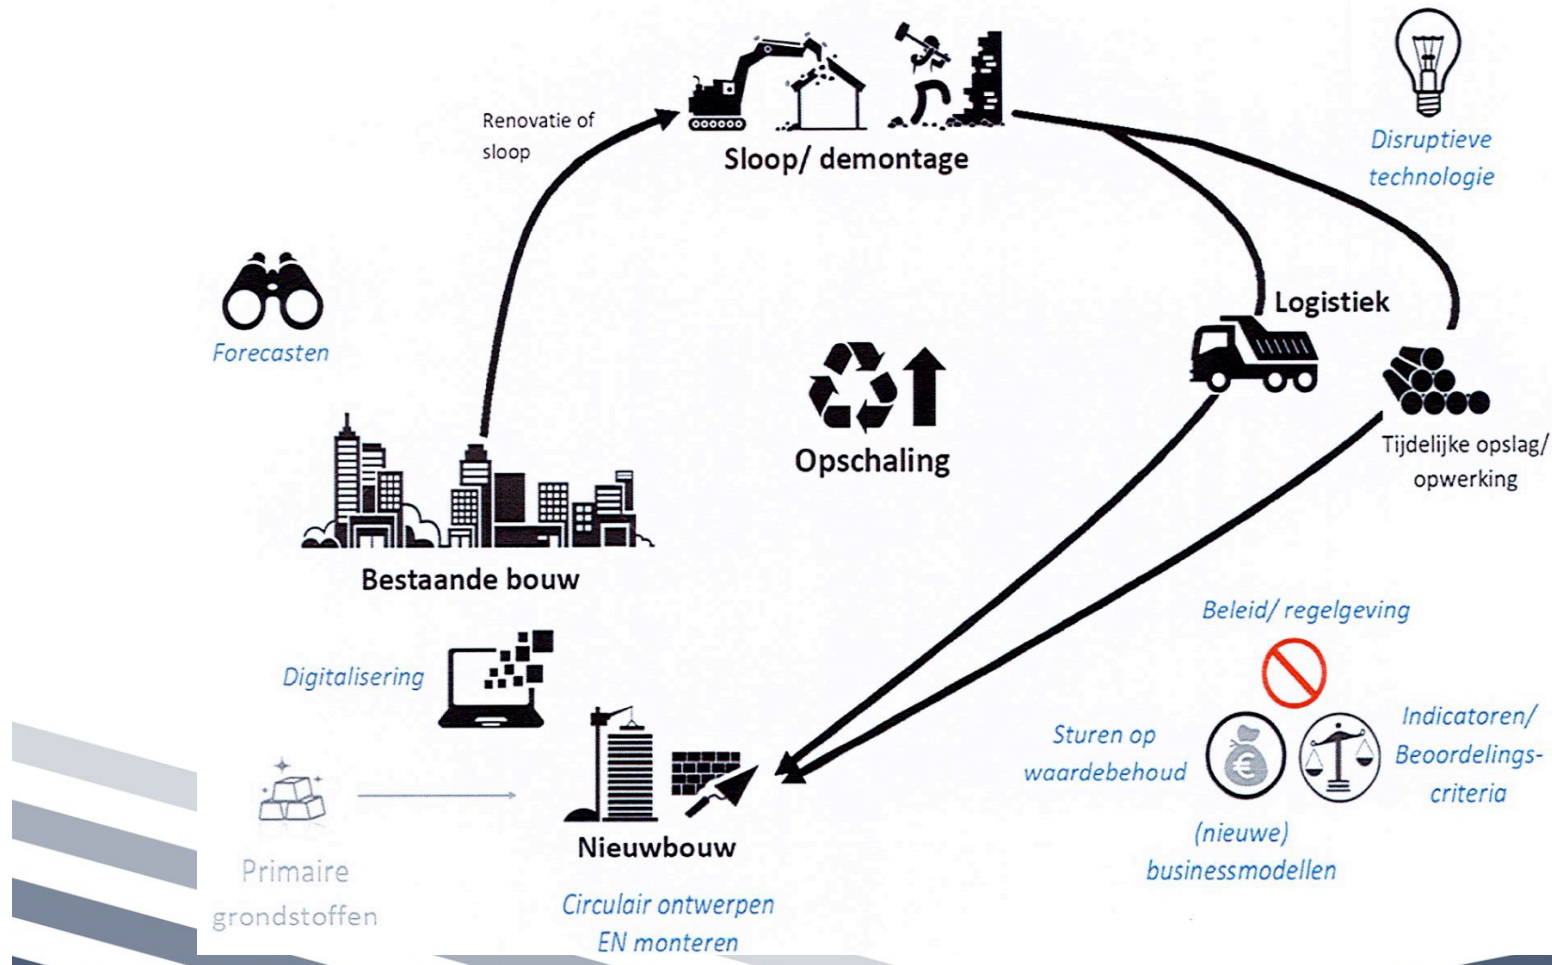 Renovatie of
sloop
Sloop/ demontage
Disruptieve
technologie
Forecasten
Logistiek
Opschaling
Tijdelijke opslag/
opwerking
Bestaande bouw
Beleid/ regelgeving
Digitalisering
Sturen op
waardebehoud
€
Indicatoren/
Beoordelings-
criteria
(nieuwe)
businessmodellen
Nieuwbouw
Primaire
grondstoffen
Circulair ontwerpen
EN monteren